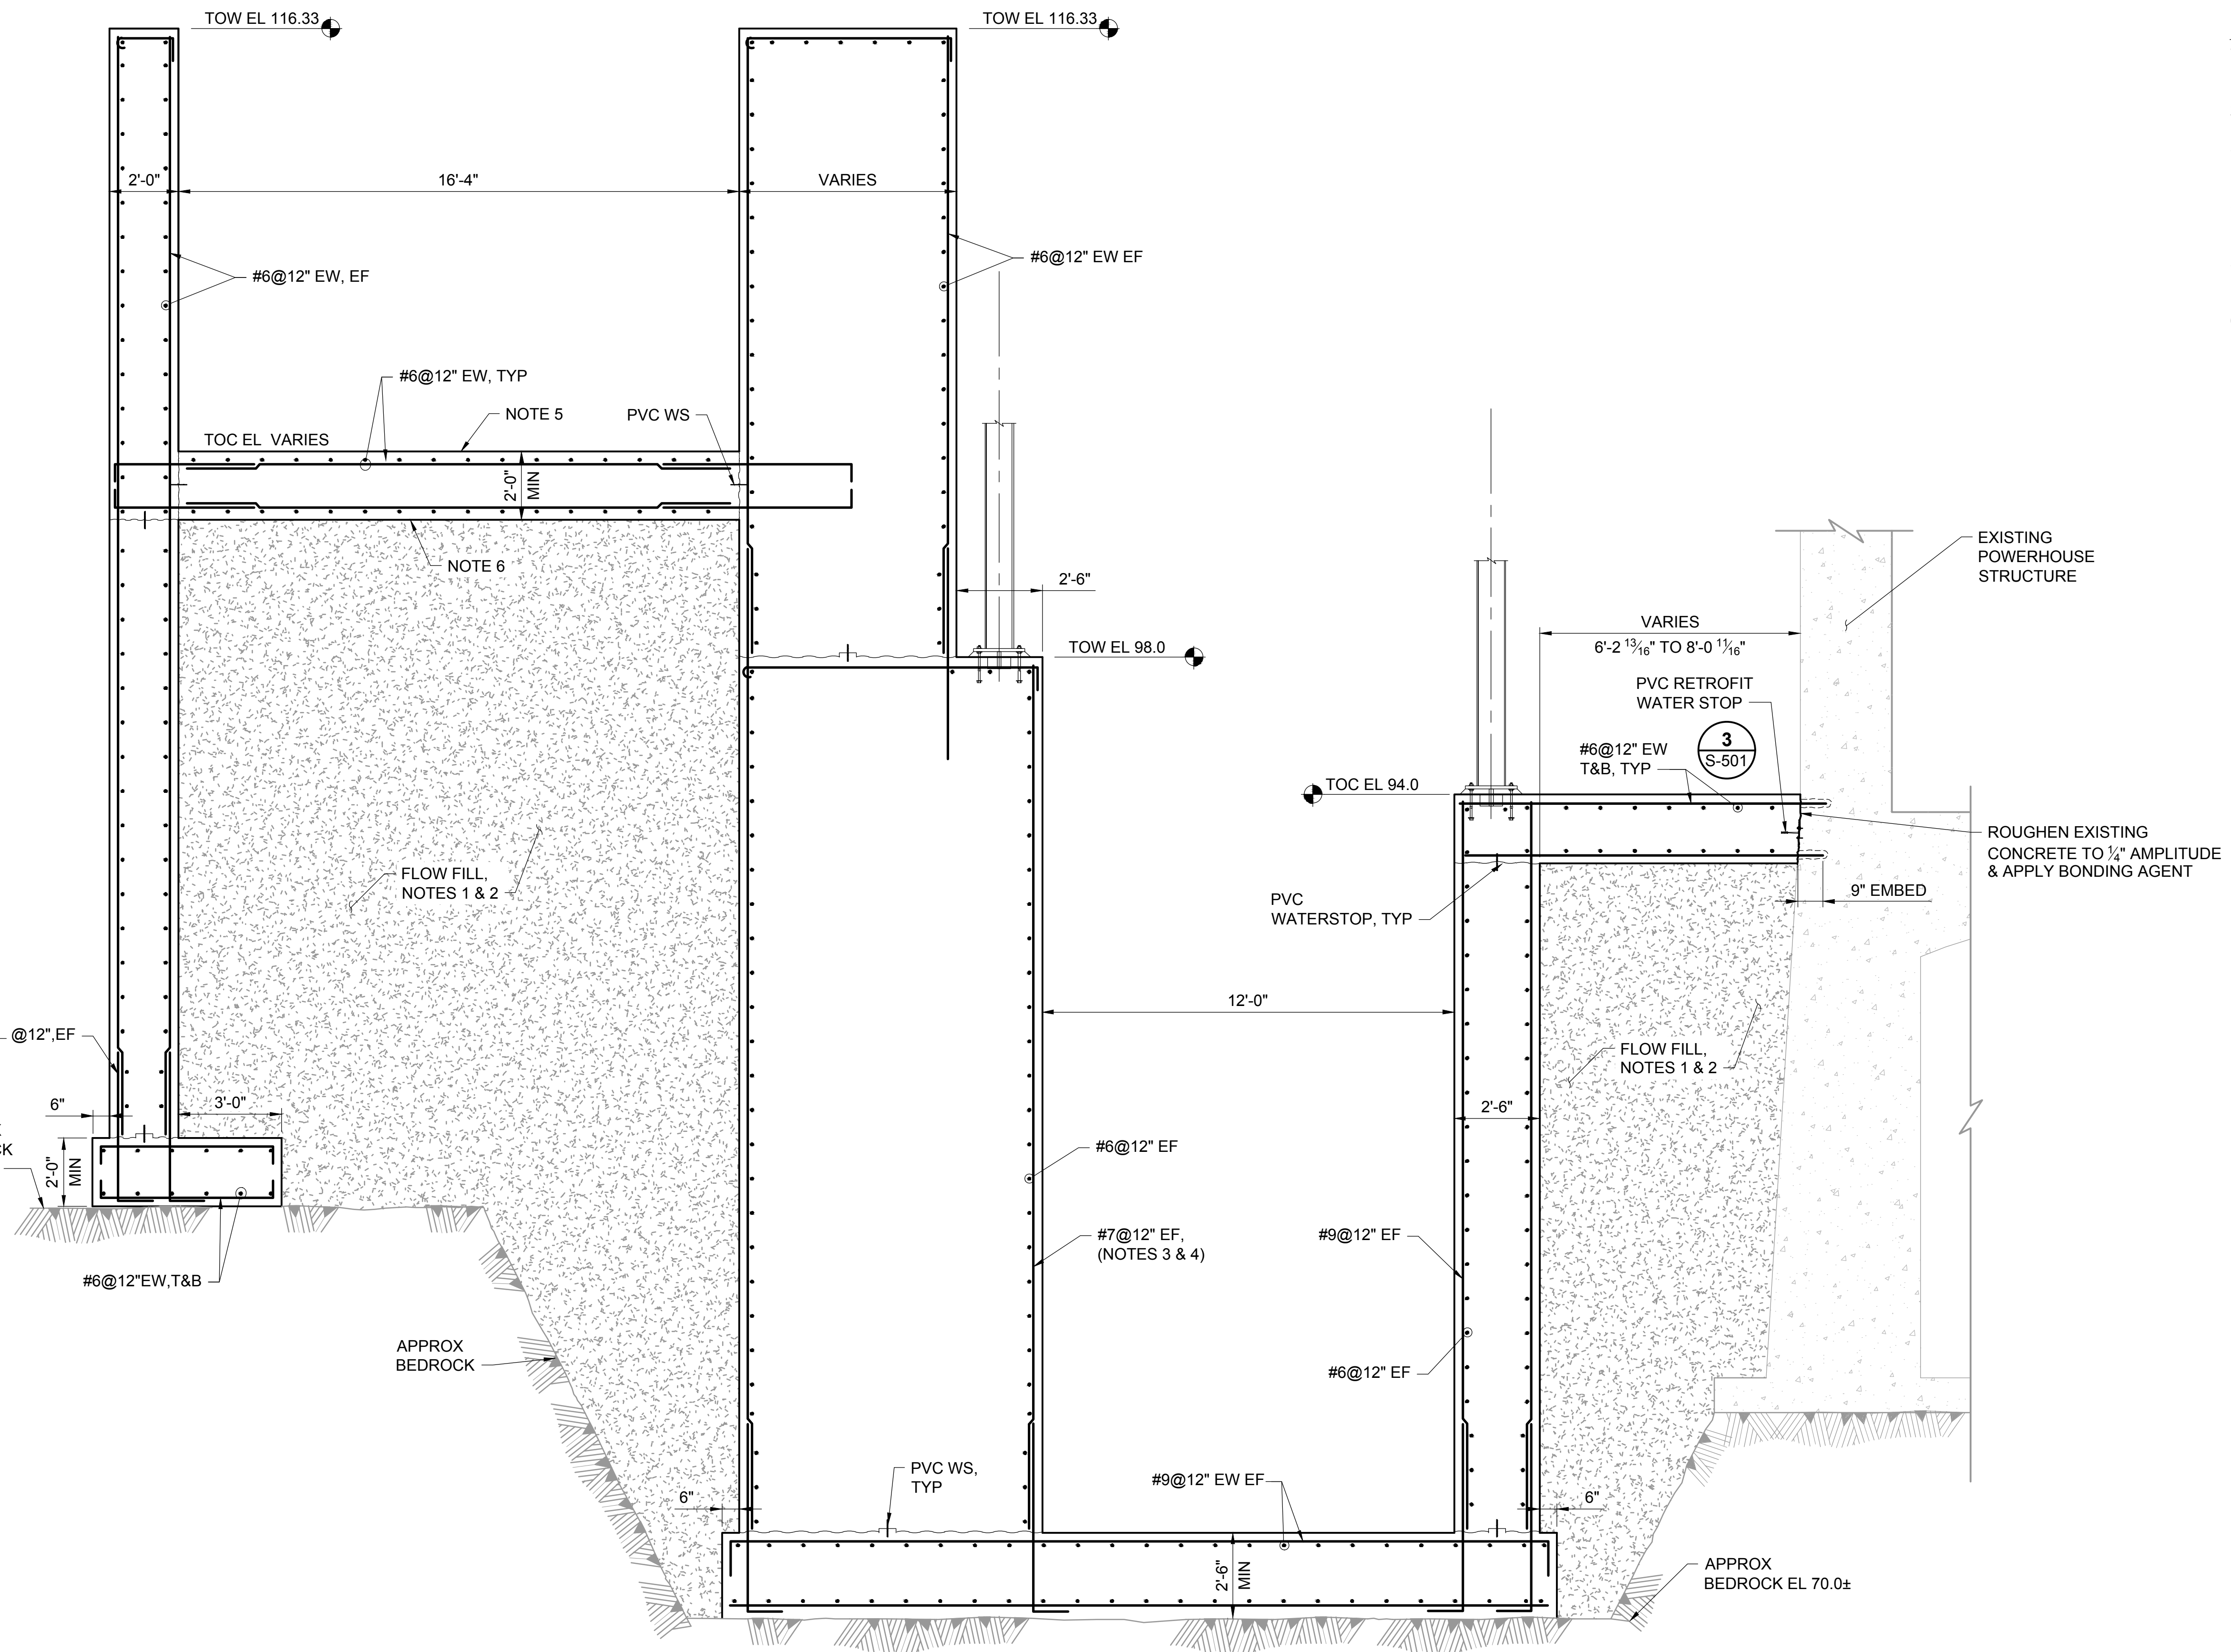 TOW EL 116.33
TOW EL 116.33
2'-0"
16'-4"
VARIES
#6@12" EW, EF
#6@12" EW EF
#6@12" EW, TYP
NOTE 5
PVC WS
TOC EL VARIES
2'-0"
MIN
NOTE 6
2'-6"
TOW EL 98.0
EXISTING
POWERHOUSE
STRUCTURE
VARIES
6'-2 13/16" TO 8'-0 11/16"
PVC RETROFIT
WATER STOP
3
S-501
#6@12" EW
T&B, TYP
TOC EL 94.0
ROUGHEN EXISTING
CONCRETE TO 1/4" AMPLITUDE
& APPLY BONDING AGENT
9" EMBED
PVC
WATERSTOP, TYP
FLOW FILL,
NOTES 1 & 2
12'-0"
@12",EF
FLOW FILL,
NOTES 1 & 2
6"
3'-0"
2'-6"
CK
2'-0"
MIN
#6@12" EF
#7@12" EF,
(NOTES 3 & 4)
#9@12" EF
#6@12"EW,T&B
APPROX
BEDROCK
#6@12" EF
PVC WS,
TYP
#9@12" EW EF
6"
6"
2'-6"
MIN
APPROX
BEDROCK EL 70.0±